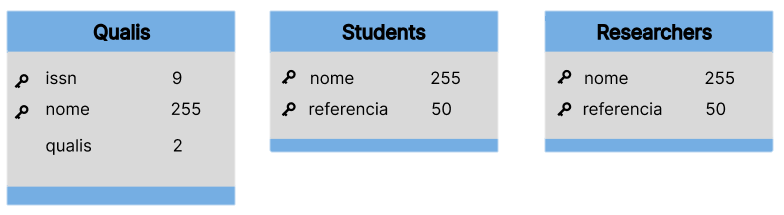 Qualis
issn 9
nome 255
qualis 2
Students
nome 255
referencia 50
Researchers
nome 255
referencia 50